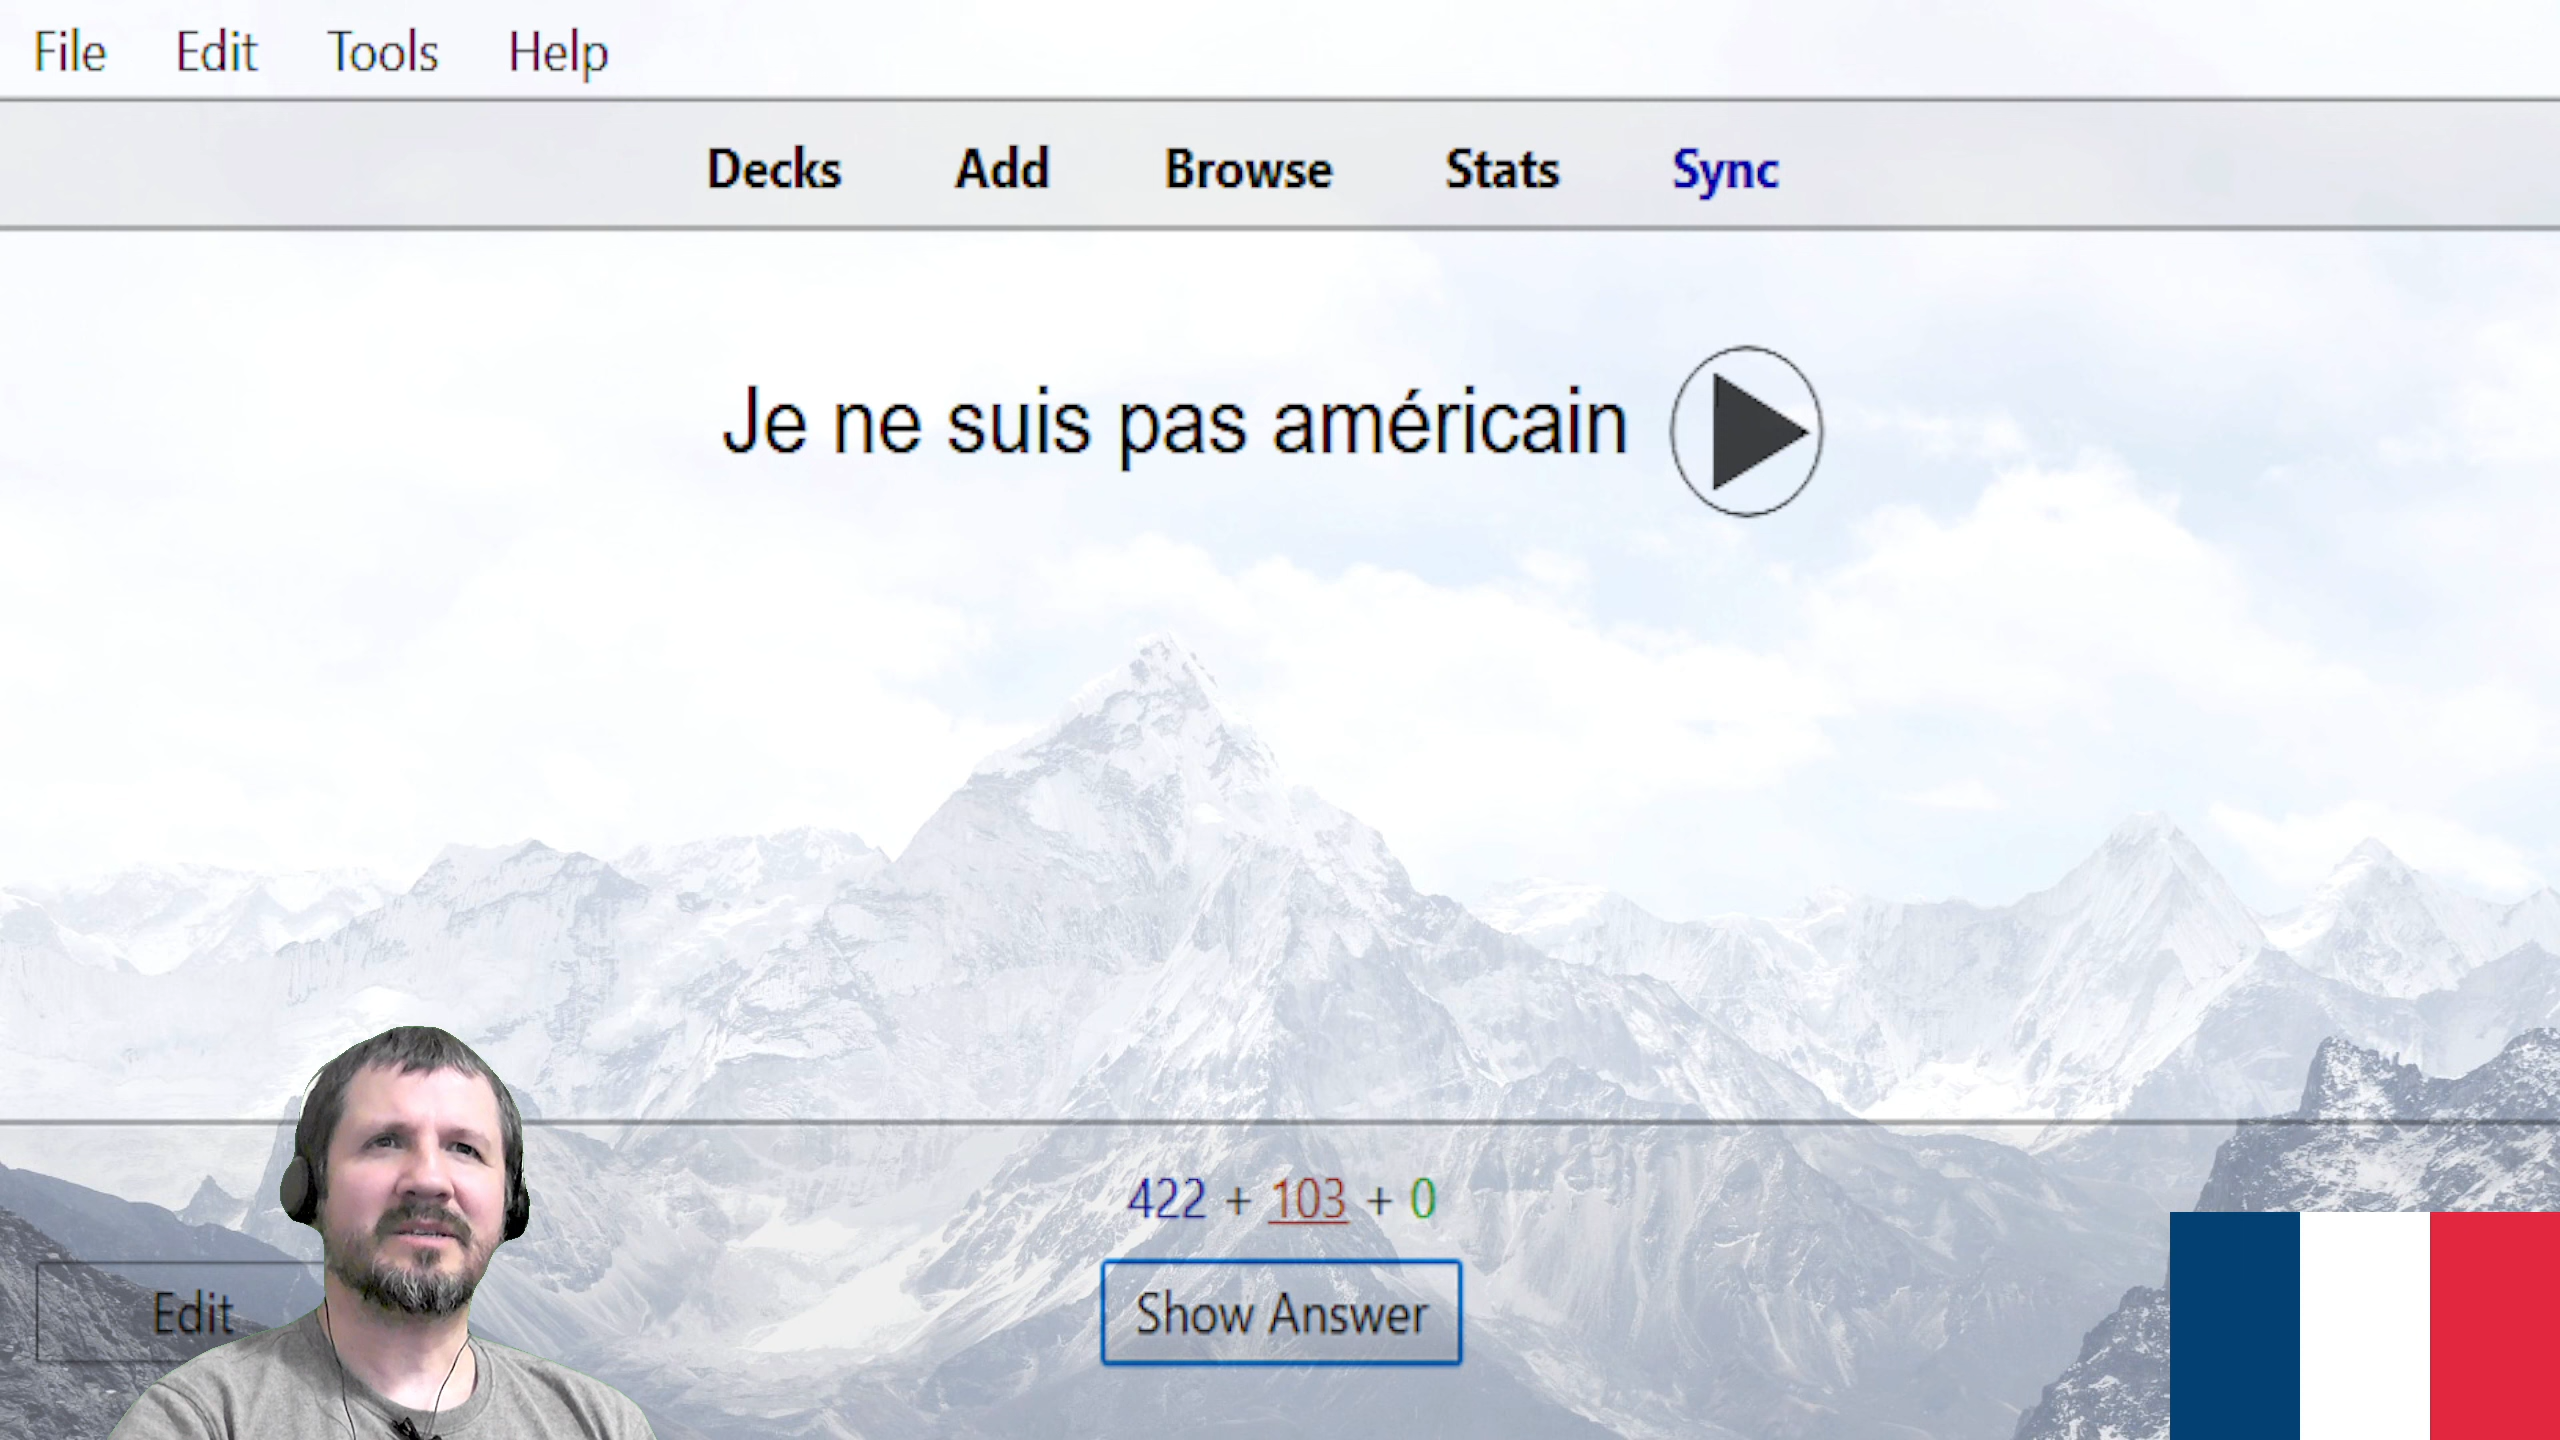 File Edit Tools Help
Decks Add Browse Stats Sync
Je ne suis pas américain
422 + 103 + 0
Edit
Show Answer